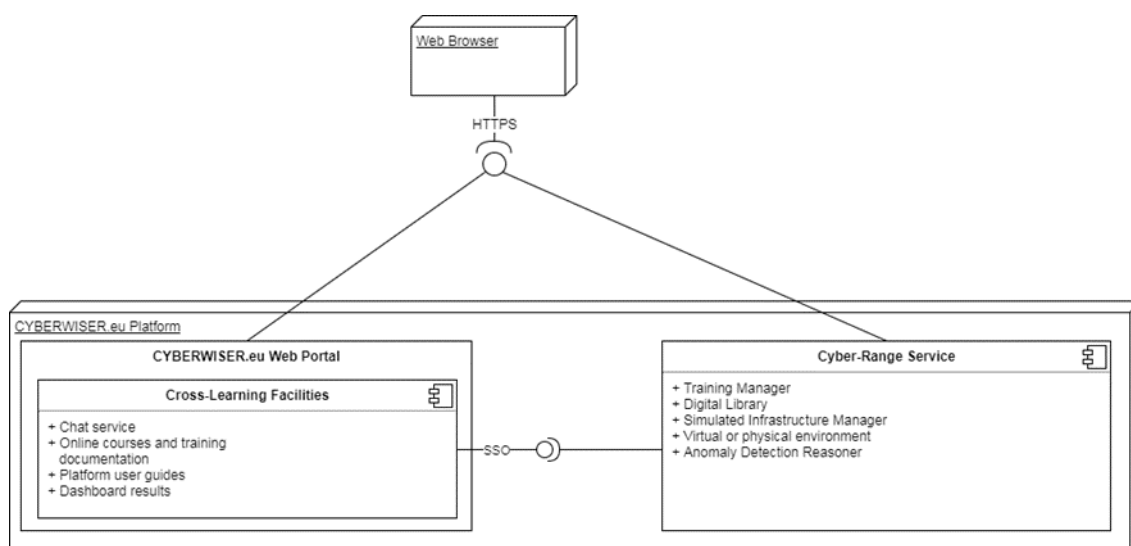 Web Browser
HTTPS
CYBERWISER.eu Platform
CYBERWISER.eu Web Portal
Cross-Learning Facilities
+ Chat service
+ Online courses and training
documentation
+ Platform user guides
+ Dashboard results
SSO
Cyber-Range Service
+ Training Manager
+ Digital Library
+ Simulated Infrastructure Manager
+ Virtual or physical environment
+ Anomaly Detection Reasoner